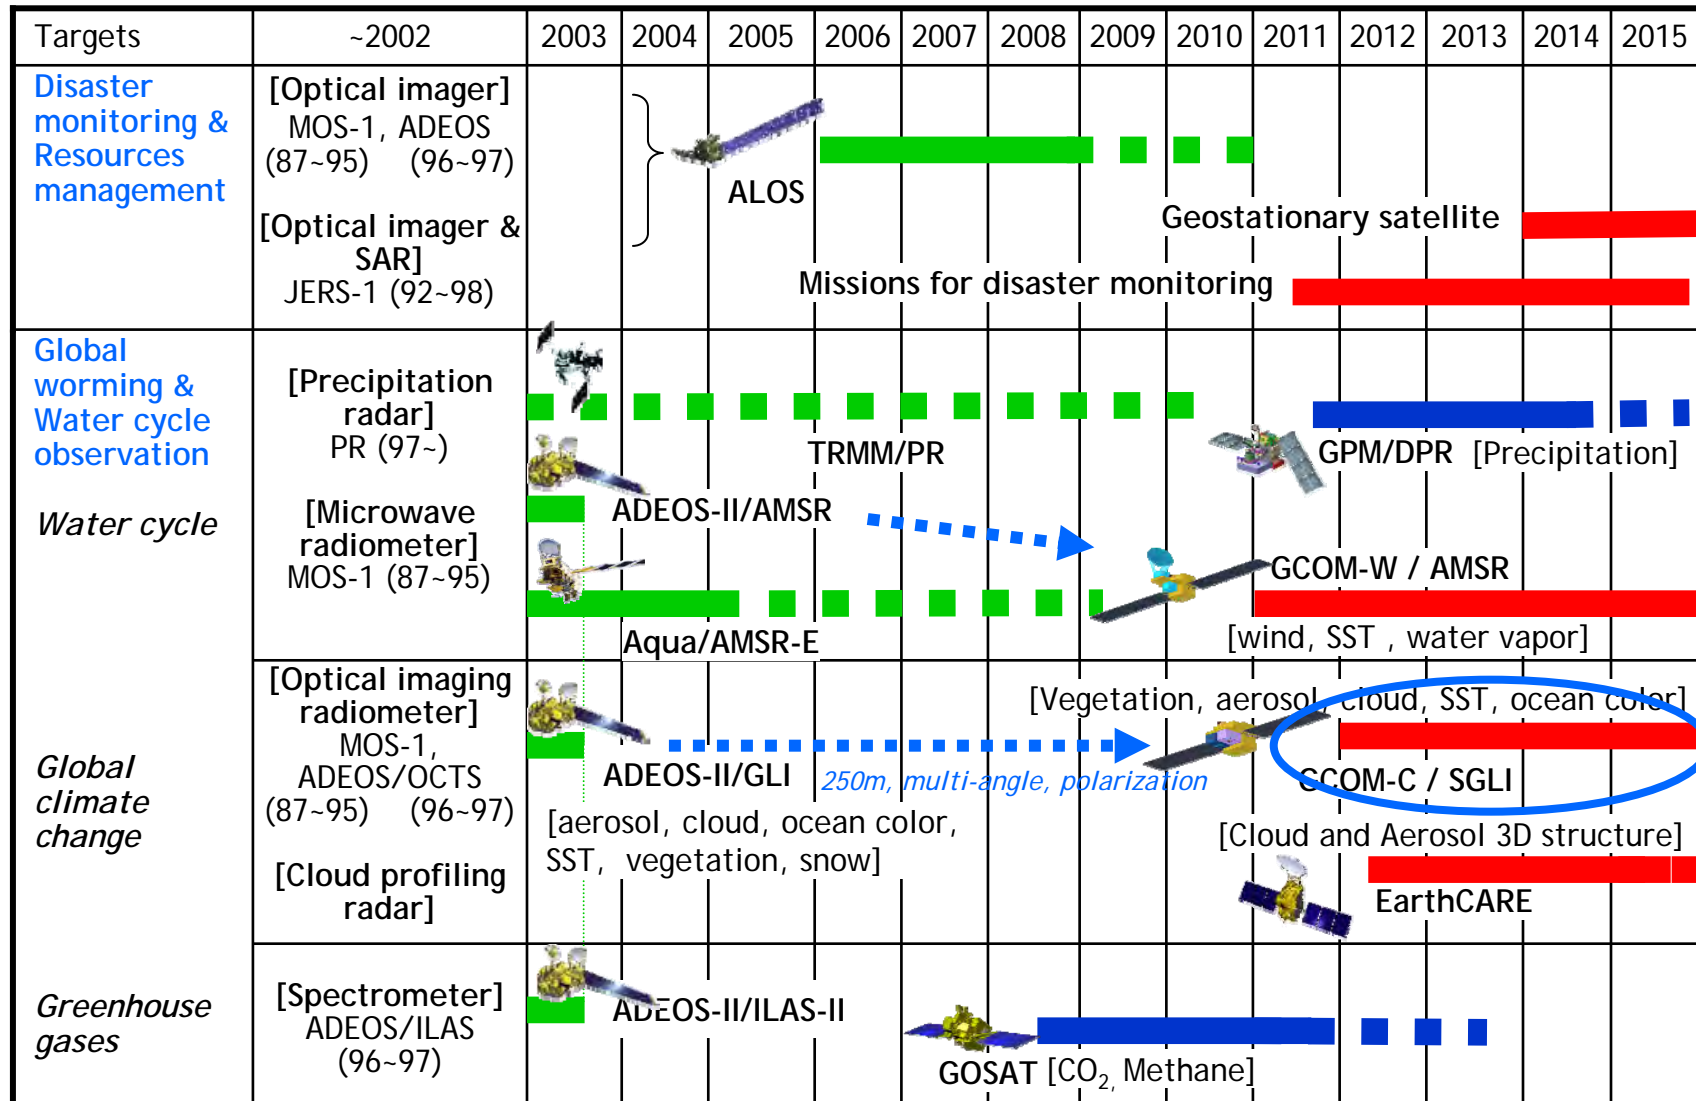 Targets ~2002 2003 2004 2005 2006 2007 2008 2009 2010 2011 2012 2013 2014 2015
Disaster
monitoring &
Resources
management
[Optical imager]
MOS-1, ADEOS
(87~95) (96~97)
[Optical imager &
SAR]
JERS-1 (92~98)
ALOS
Geostationary satellite
Missions for disaster monitoring
Global
worming &
Water cycle
observation
Water cycle
[Precipitation
radar]
PR (97~)
[Microwave
radiometer]
MOS-1 (87~95)
TRMM/PR
GPM/DPR [Precipitation]
ADEOS-II/AMSR
GCOM-W / AMSR
Aqua/AMSR-E
[wind, SST , water vapor]
Global
climate
change
[Optical imaging
radiometer]
MOS-1,
ADEOS/OCTS
(87~95) (96~97)
[Cloud profiling
radar]
[Vegetation, aerosol, cloud, SST, ocean color]
ADEOS-II/GLI
250m, multi-angle, polarization
GCOM-C / SGLI
[aerosol, cloud, ocean color,
SST, vegetation, snow]
[Cloud and Aerosol 3D structure]
EarthCARE
Greenhouse
gases
[Spectrometer]
ADEOS/ILAS
(96~97)
ADEOS-II/ILAS-II
GOSAT [CO2, Methane]